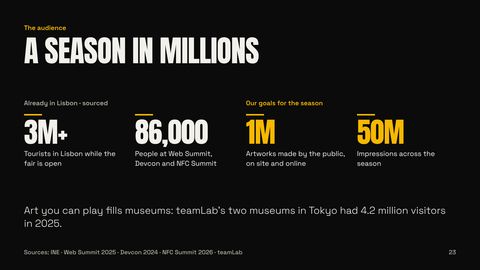 The audience
A SEASON IN MILLIONS
Already in Lisbon · sourced
3M+
Tourists in Lisbon while the
fair is open
86,000
People at Web Summit,
Devcon and NFC Summit
Our goals for the season
1M
Artworks made by the public,
on site and online
50M
Impressions across the
season
Art you can play fills museums: teamLab's two museums in Tokyo had 4.2 million visitors
in 2025.
Sources: INE · Web Summit 2025 · Devcon 2024 · NFC Summit 2026 · teamLab
23